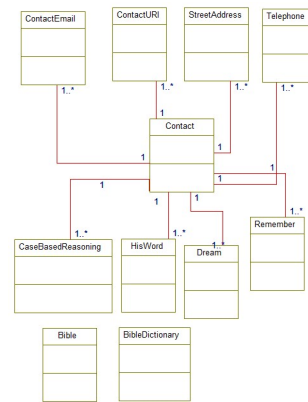 ContactEmail
ContactURI
StreetAddress
Telephone
1..*
1..*
1..*
1..*
1
1
Contact
1
1
1
1
1
1
1
1..*
1..*
1..*
1..*
CaseBasedReasoning
HisWord
Dream
Remember
Bible
BibleDictionary